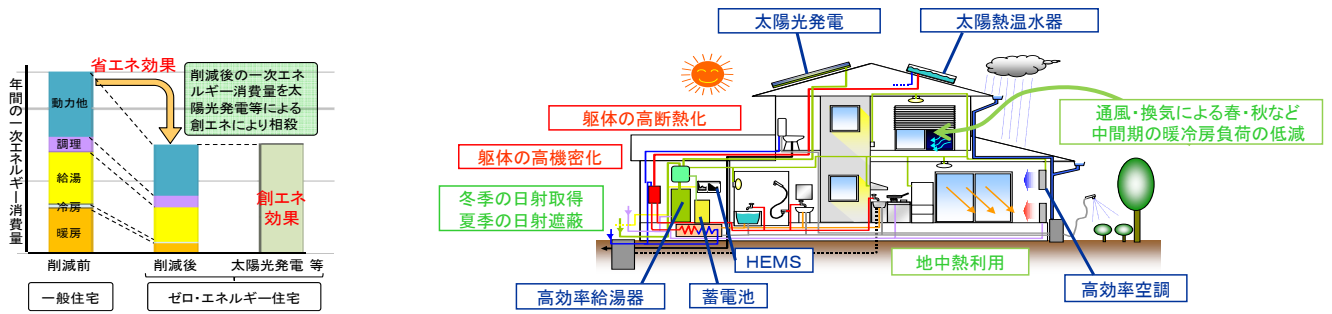 年間の一次エネルギー消費量
省エネ効果
削減後の一次エネ
ルギー消費量を太
陽光発電等による
創エネにより相殺
動力他
調理
給湯
冷房
暖房
創エネ
効果
削減前
削減後
太陽光発電 等
一般住宅
ゼロ・エネルギー住宅
太陽光発電
太陽熱温水器
躯体の高断熱化
通風・換気による春・秋など
中間期の暖冷房負荷の低減
躯体の高機密化
冬季の日射取得
夏季の日射遮蔽
HEMS
地中熱利用
高効率給湯器
蓄電池
高効率空調